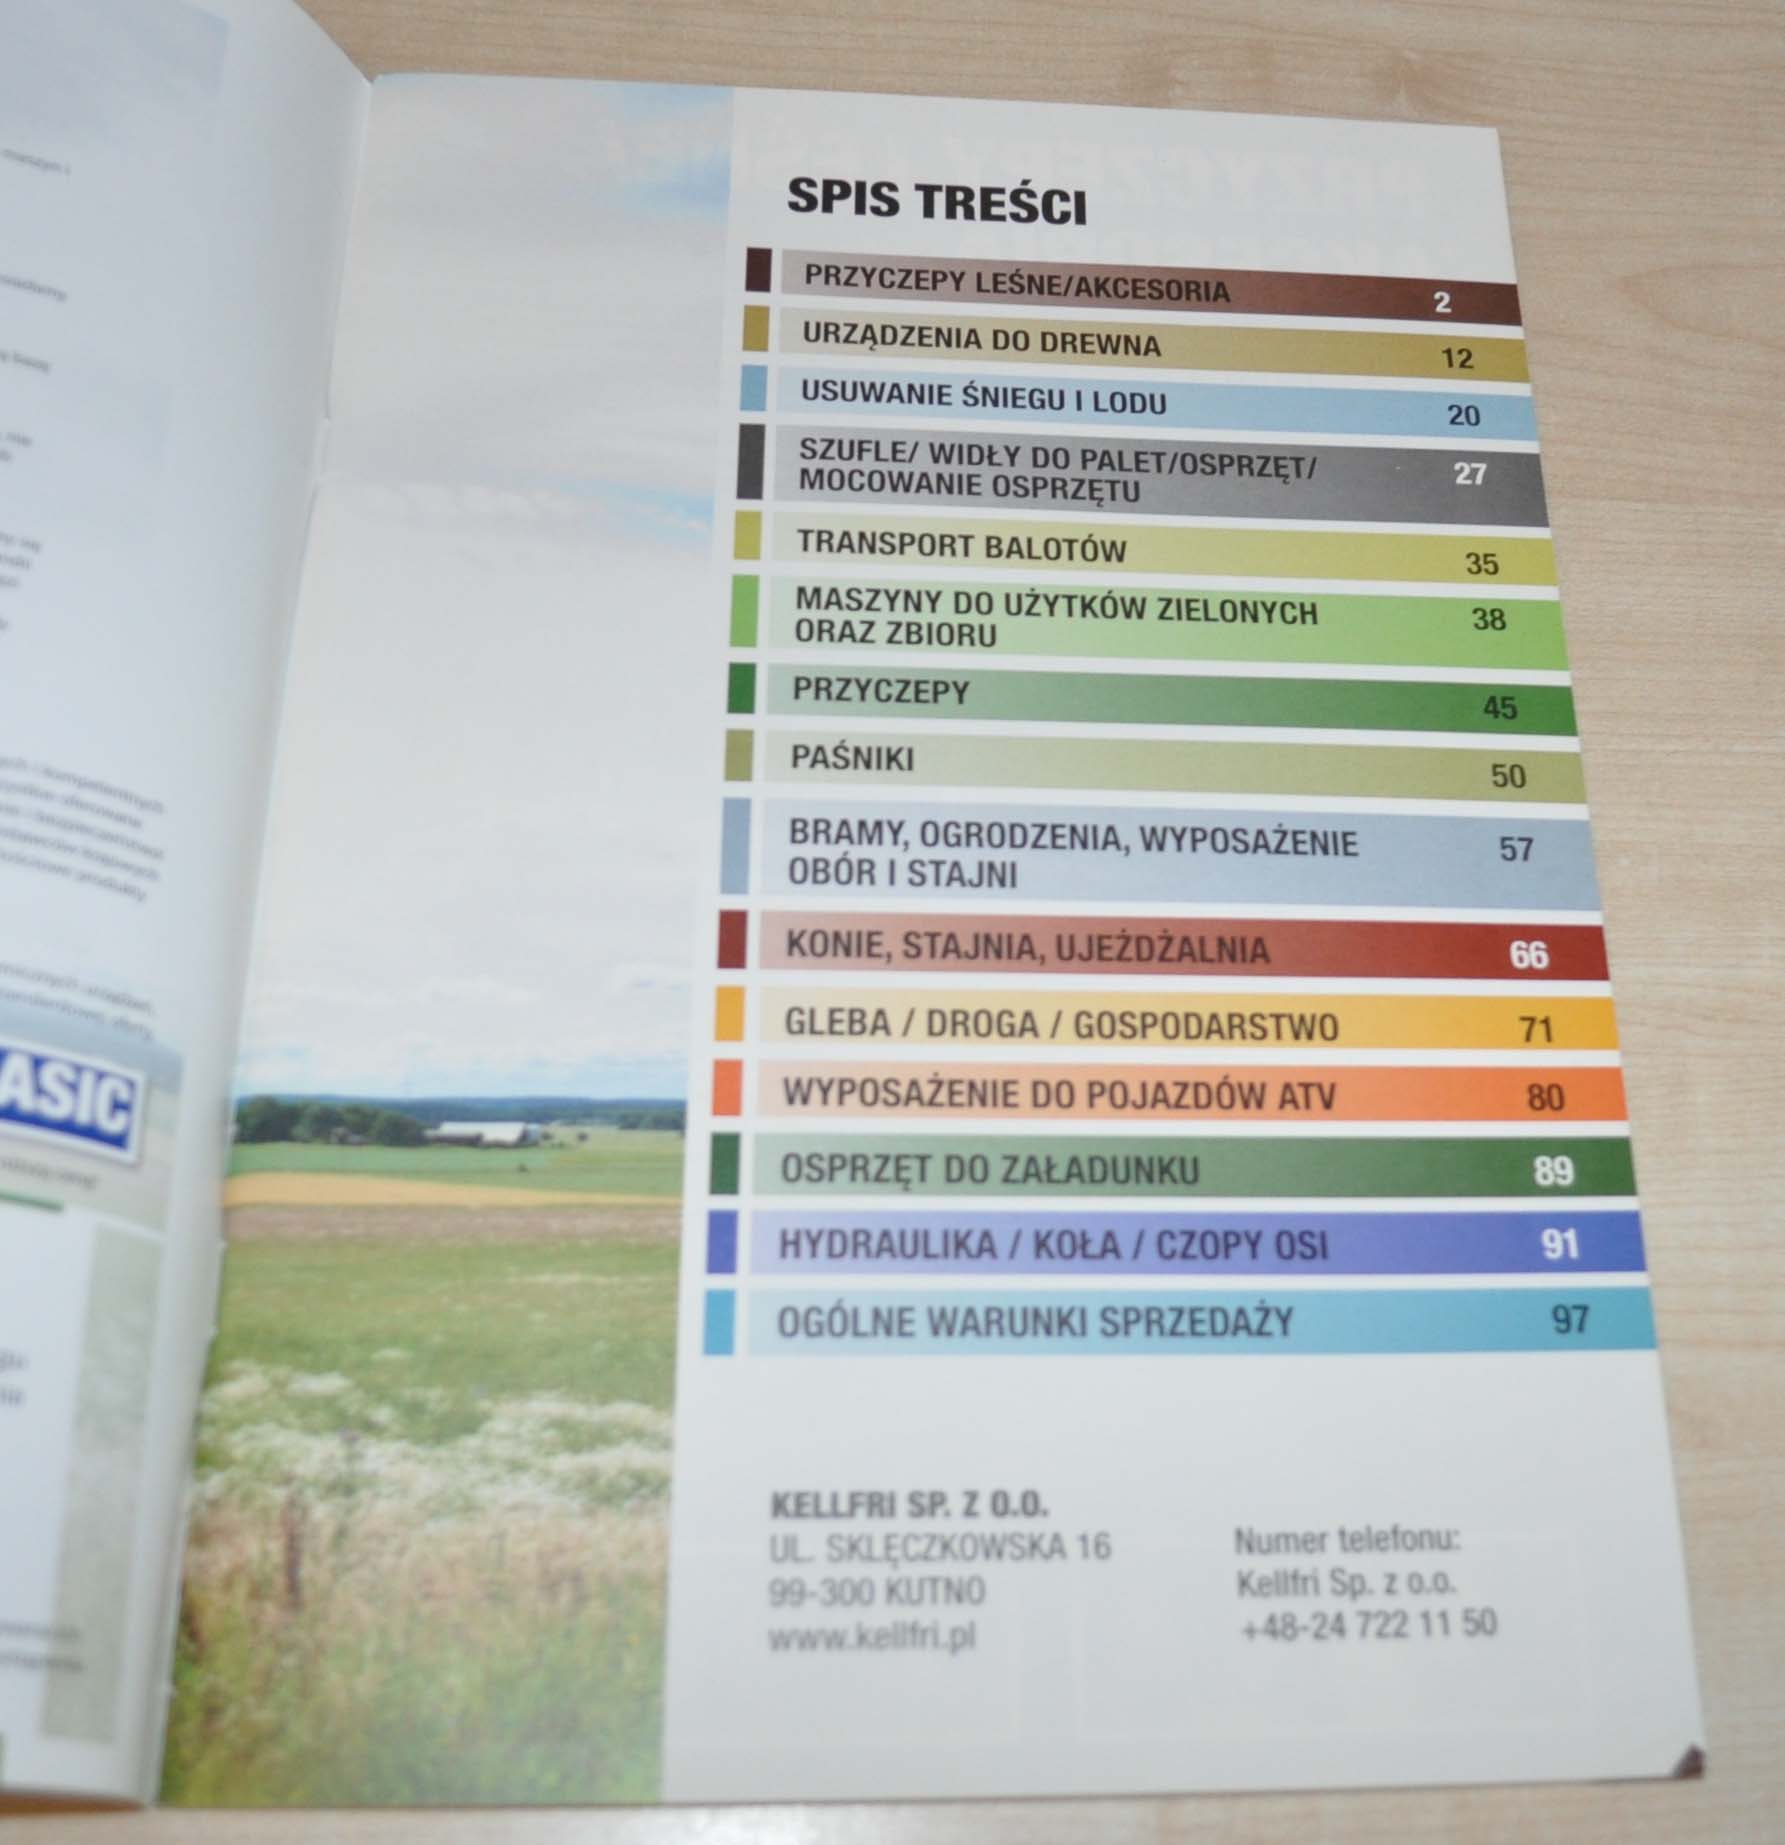 SPIS TREŚCI
PRZYCZEPY LEŚNE/AKCESORIA 2
URZĄDZENIA DO DREWNA 12
USUWANIE ŚNIEGU I LODU 20
SZUFLE/ WIDŁY DO PALET/OSPRZĘT/ 27
MOCOWANIE OSPRZĘTU
TRANSPORT BALOTÓW 35
MASZYNY DO UŻYTKÓW ZIELONYCH 38
ORAZ ZBIORU
PRZYCZEPY 45
PAŚNIKI 50
BRAMY, OGRODZENIA, WYPOSAŻENIE 57
OBÓR I STAJNI
KONIE, STAJNIA, UJEŻDŻALNIA 66
GLEBA / DROGA / GOSPODARSTWO 71
WYPOSAŻENIE DO POJAZDÓW ATV 80
OSPRZĘT DO ZAŁADUNKU 89
HYDRAULIKA / KOŁA / CZOPY OSI 91
OGÓLNE WARUNKI SPRZEDAŻY 97
KELLFRI SP. Z O.O.
UL. SKLĘCZKOWSKA 16
99-300 KUTNO
www.kellfri.pl
Numer telefonu:
Kellfri Sp. z o.o.
+48-24 722 11 50
ASIC